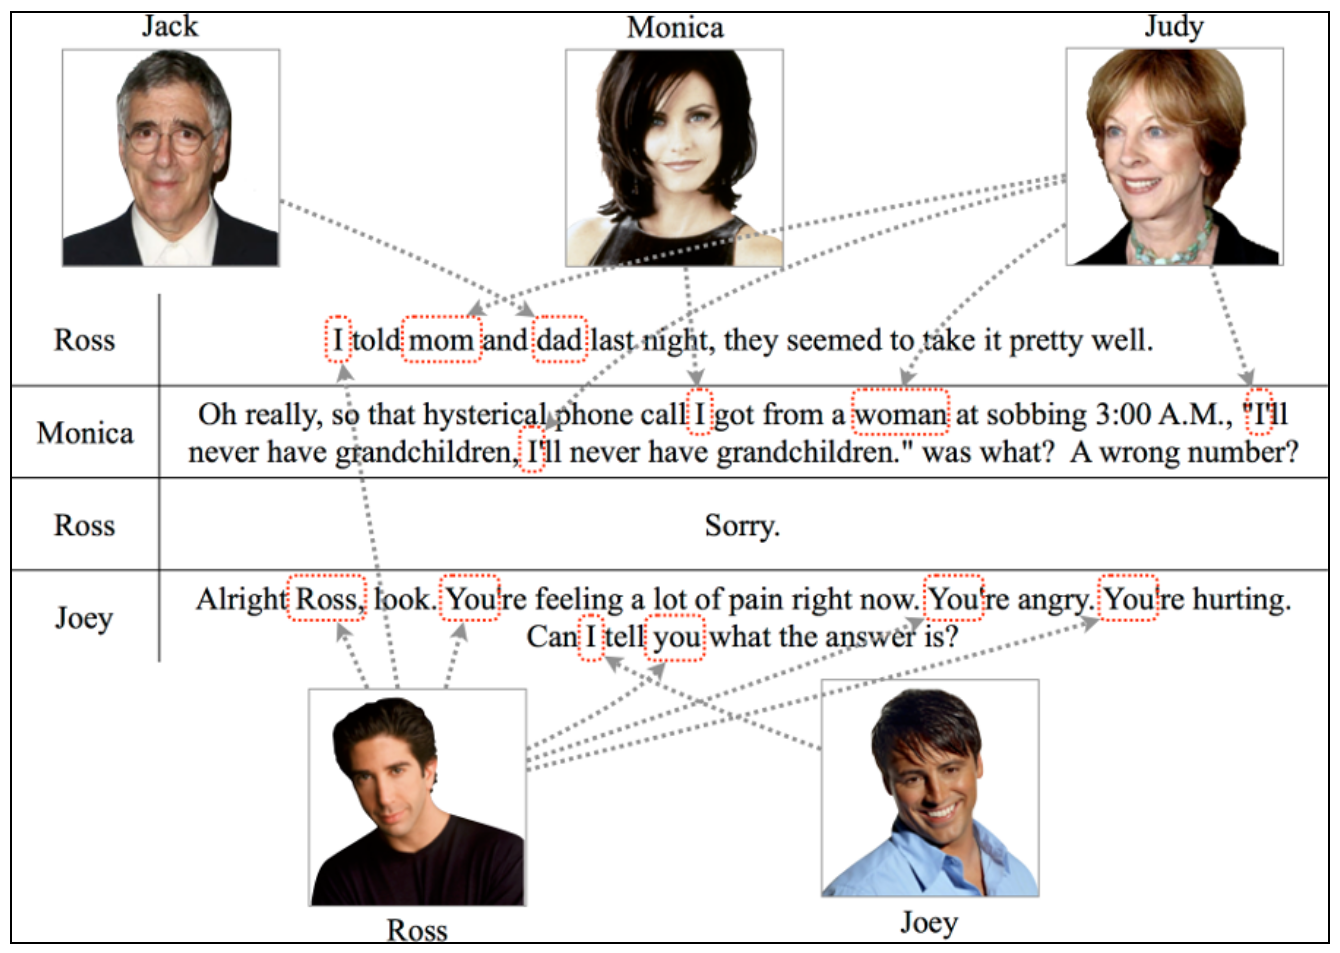 Jack
Monica
Judy
Ross
I told mom and dad last night, they seemed to take it pretty well.
Monica
Oh really, so that hysterical phone call I got from a woman at sobbing 3:00 A.M., "I'll
never have grandchildren, I'll never have grandchildren." was what? A wrong number?
Ross
Sorry.
Joey
Alright Ross, look. You're feeling a lot of pain right now. You're angry. You're hurting.
Can I tell you what the answer is?
Ross
Joey